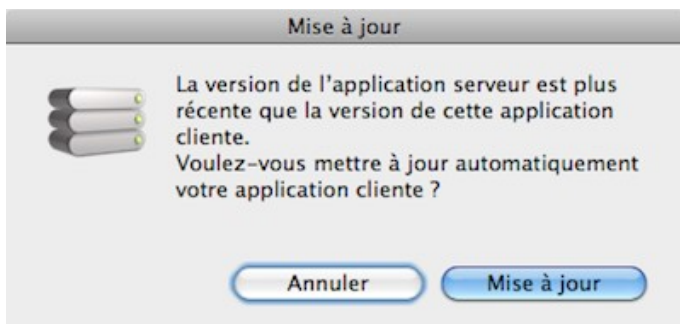 Mise à jour
La version de l’application serveur est plus
récente que la version de cette application
cliente.
Voulez-vous mettre à jour automatiquement
votre application cliente ?
Annuler
Mise à jour